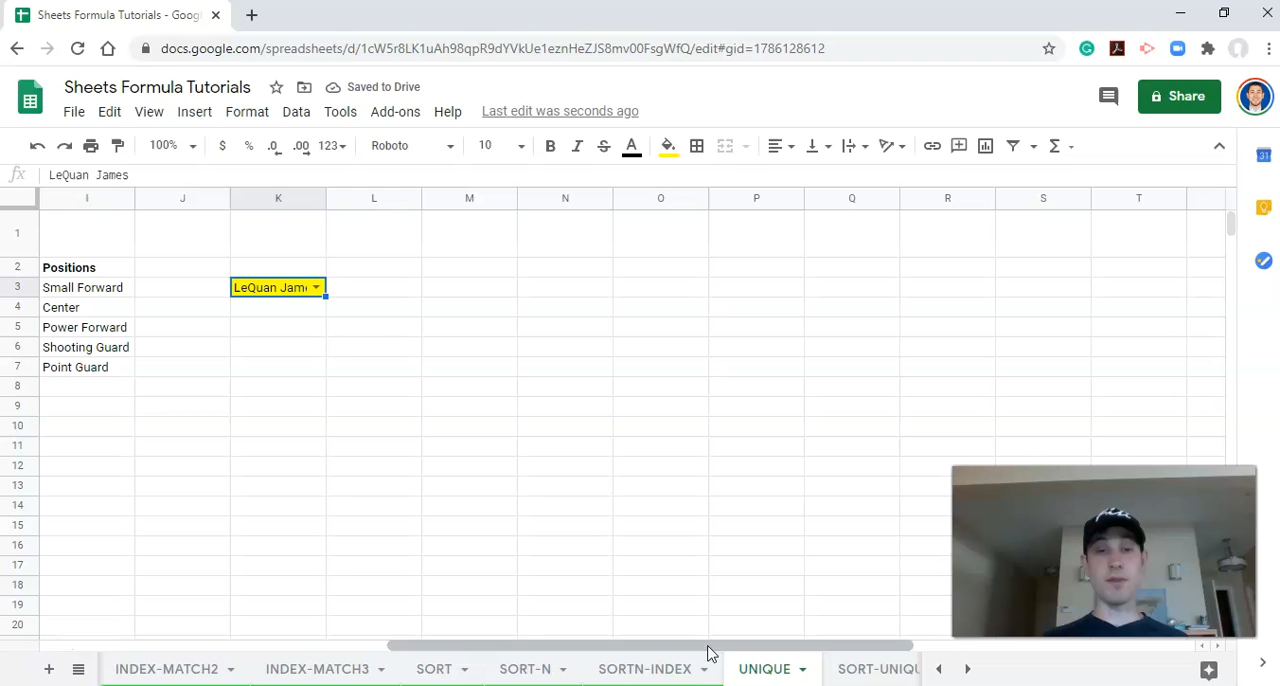 Sheets Formula Tutorials - Goog
docs.google.com/spreadsheets/d/1cW5r8LK1uAh98qpR9dYVkUe1eznHeZJS8mv00FsgWfQ/edit#gid=1786128612
Sheets Formula Tutorials
Saved to Drive
File Edit View Insert Format Data Tools Add-ons Help Last edit was seconds ago
Share
100% $ % .0 .00 123 Roboto 10 B I S A
fx LeQuan James
I J K L M N O P Q R S T
1
2 Positions
3 Small Forward LeQuan Jam
4 Center
5 Power Forward
6 Shooting Guard
7 Point Guard
8
9
10
11
12
13
14
15
16
17
18
19
20
INDEX-MATCH2 INDEX-MATCH3 SORT SORT-N SORTN-INDEX UNIQUE SORT-UNIQU